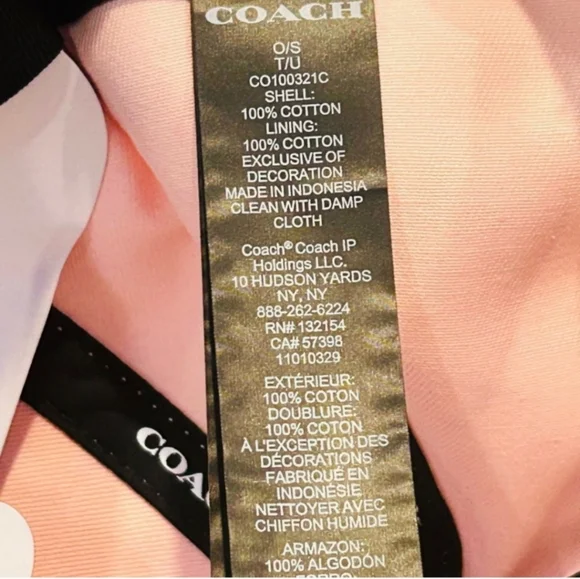 COACH
O/S
T/U
CO100321C
SHELL:
100% COTTON
LINING:
100% COTTON
EXCLUSIVE OF
DECORATION
MADE IN INDONESIA
CLEAN WITH DAMP
CLOTH
Coach® Coach IP
Holdings LLC.
10 HUDSON YARDS
NY, NY
888-262-6224
RN# 132154
CA# 57398
11010329
EXTÉRIEUR:
100% COTON
DOUBLURE:
100% COTON
À L'EXCEPTION DES
DÉCORATIONS
FABRIQUÉ EN
INDONÉSIE
NETTOYER AVEC
CHIFFON HUMIDE
ARMAZON:
100% ALGODÓN
FORRO:
COA